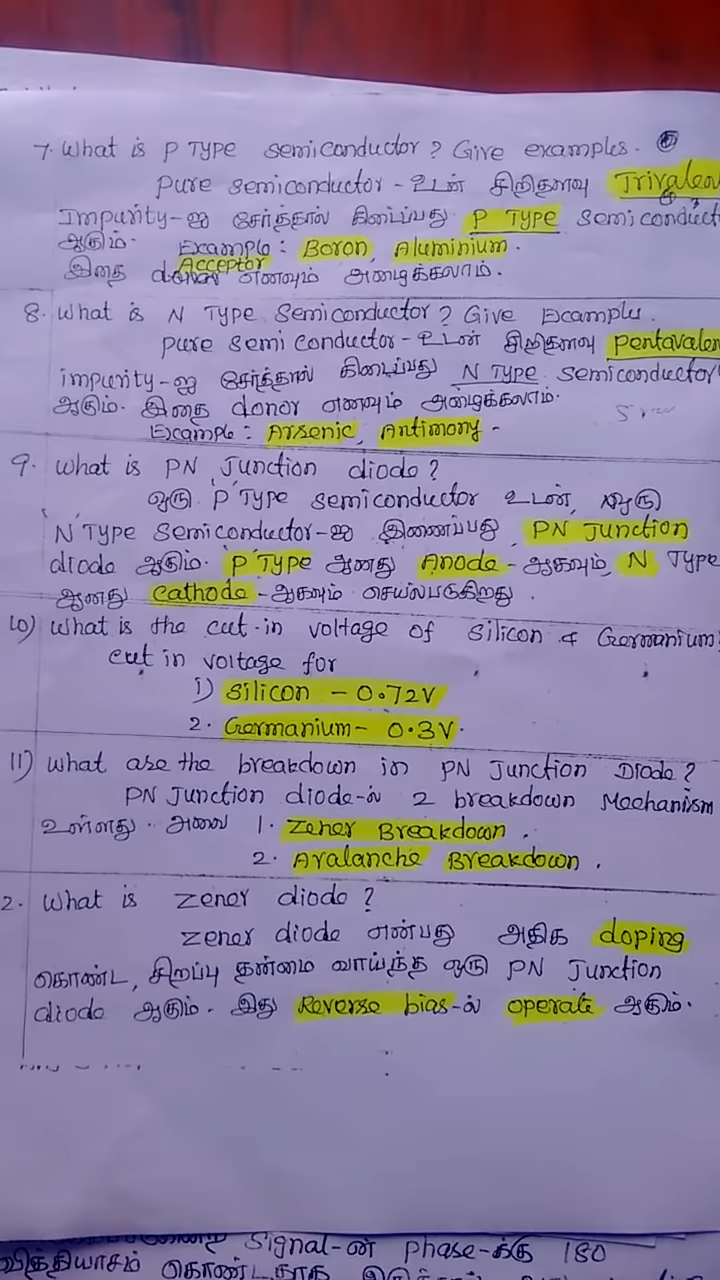 7. What is P Type semiconductor? Give examples.
pure semiconductor - உடன் சிறிதளவு Trivalen
Impurity-ஐ சேர்த்தால் கிடைப்பது P Type semiconduct
ஆகும். Example: Boron, Aluminium.
Acceptor
இதை donor எனவும் அழைக்கலாம்.
8. What is N Type semiconductor? Give Example.
pure semi conductor - உடன் சிறிதளவு pentavalen
impurity-ஐ சேர்த்தால் கிடைப்பது N Type semiconductor
ஆகும். இதை donor எனவும் அழைக்கலாம்.
Example: Arsenic, Antimony.
9. What is PN Junction diode?
ஒரு 'P' Type semiconductor உடன், ஒரு
'N' Type semiconductor-ஐ இணைப்பது PN Junction
diode ஆகும். P Type ஆனது Anode - ஆகவும், N Type
ஆனது cathode - ஆகவும் செயல்படுகிறது.
10) What is the cut-in voltage of Silicon & Germanium
cut in voltage for
i) silicon - 0.72V
2. Germanium - 0.3V.
11) What are the breakdown in PN Junction Diode?
PN Junction diode-ல் 2 breakdown Mechanism
உள்ளது. அவை 1. Zener Breakdown.
2. Avalanche Breakdown.
2. What is zener diode?
zener diode என்பது அதிக doping
கொண்ட, சிறப்பு தன்மை வாய்ந்த ஒரு PN Junction
diode ஆகும். இது Reverse bias-ல் operate ஆகும்.
signal-ன் phase-க்கு 180
வித்தியாசம்